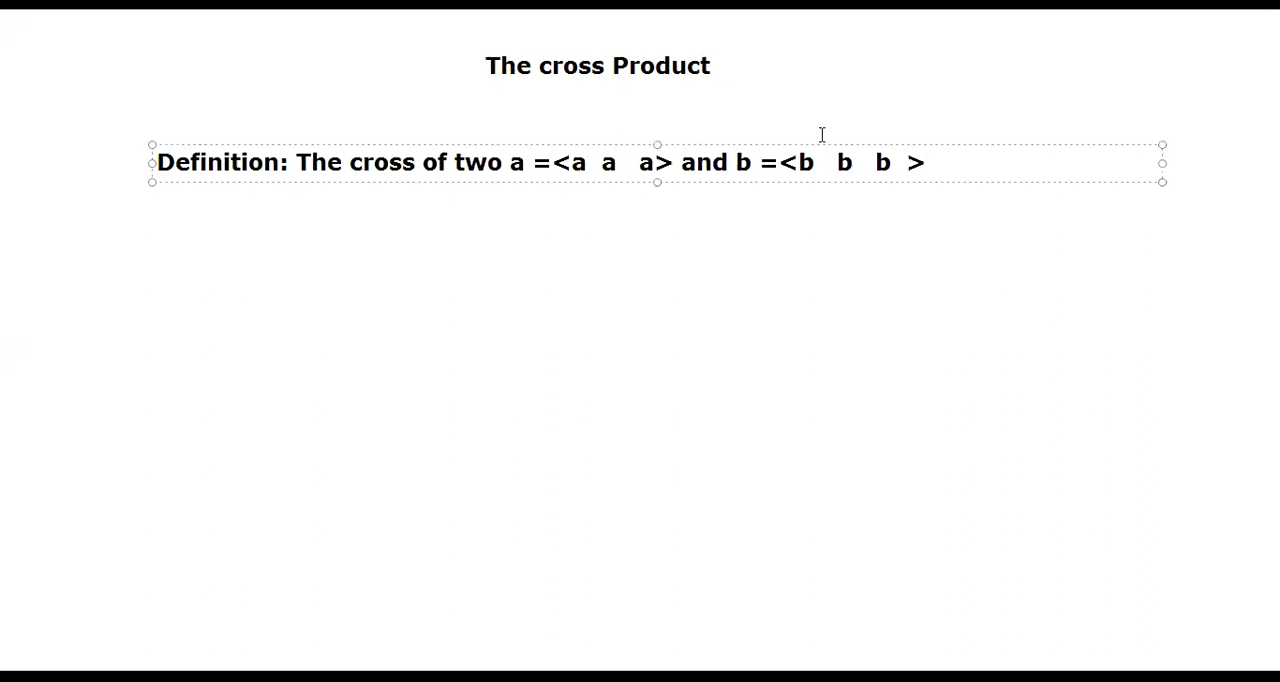 The cross Product
Definition: The cross of two a =<a a a> and b =<b b b >